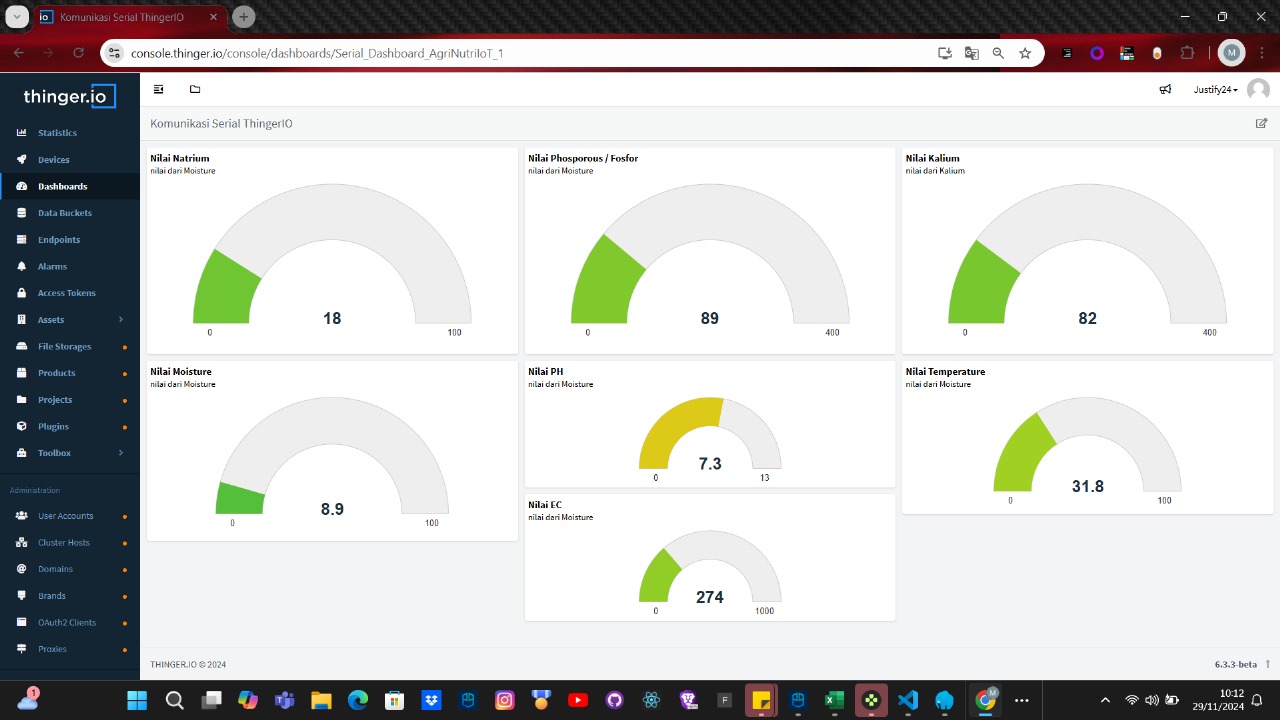 Komunikasi Serial ThingerIO
console.thinger.io/console/dashboards/Serial_Dashboard_AgriNutriIoT_1
M
thinger.io
Justify24
Statistics
Devices
Dashboards
Data Buckets
Endpoints
Alarms
Access Tokens
Assets
File Storages
Products
Projects
Plugins
Toolbox
Administration
User Accounts
Cluster Hosts
Domains
Brands
OAuth2 Clients
Proxies
Komunikasi Serial ThingerIO
Nilai Natrium
nilai dari Moisture
18
0
100
Nilai Phosporous / Fosfor
nilai dari Moisture
89
0
400
Nilai Kalium
nilai dari Kalium
82
0
400
Nilai Moisture
nilai dari Moisture
8.9
0
100
Nilai PH
nilai dari Moisture
7.3
0
13
Nilai Temperature
nilai dari Moisture
31.8
0
100
Nilai EC
nilai dari Moisture
274
0
1000
THINGER.IO © 2024
6.3.3-beta
1
F
M
10:12
29/11/2024